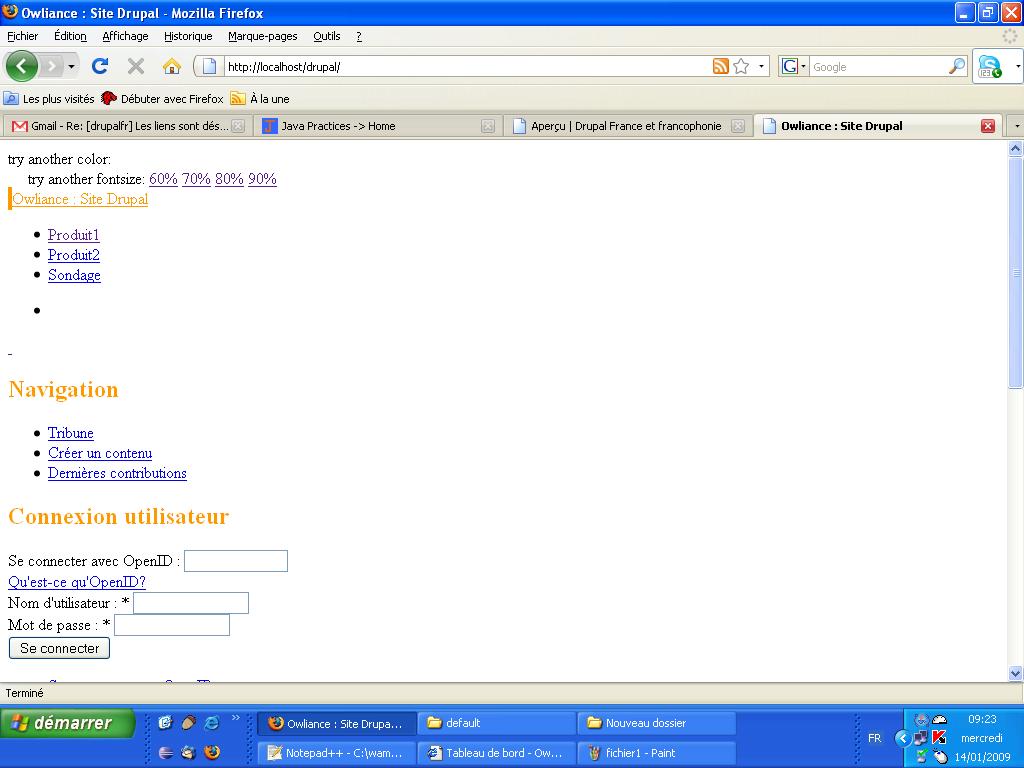 Owliance : Site Drupal - Mozilla Firefox
Fichier Édition Affichage Historique Marque-pages Outils ?
http://localhost/drupal/ G Google
Les plus visités Débuter avec Firefox À la une
Gmail - Re: [drupalfr] Les liens sont dés... Java Practices -> Home Aperçu | Drupal France et francophonie Owliance : Site Drupal
try another color:
try another fontsize: 60% 70% 80% 90%
Owliance : Site Drupal
Produit1
Produit2
Sondage
Navigation
Tribune
Créer un contenu
Dernières contributions
Connexion utilisateur
Se connecter avec OpenID :
Qu'est-ce qu'OpenID?
Nom d'utilisateur : *
Mot de passe : *
Se connecter
Terminé
démarrer » Owliance : Site Drupa... default Nouveau dossier 09:23
FR mercredi
Notepad++ - C:\wam... Tableau de bord - Ow... fichier1 - Paint 14/01/2009